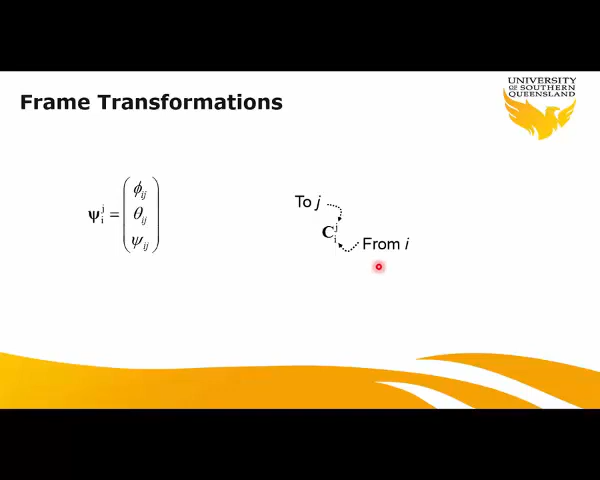 UNIVERSITY
OF SOUTHERN
QUEENSLAND
Frame Transformations
ψᵢʲ = (ϕij
θij
ψij)
To j
Cᵢʲ
From i